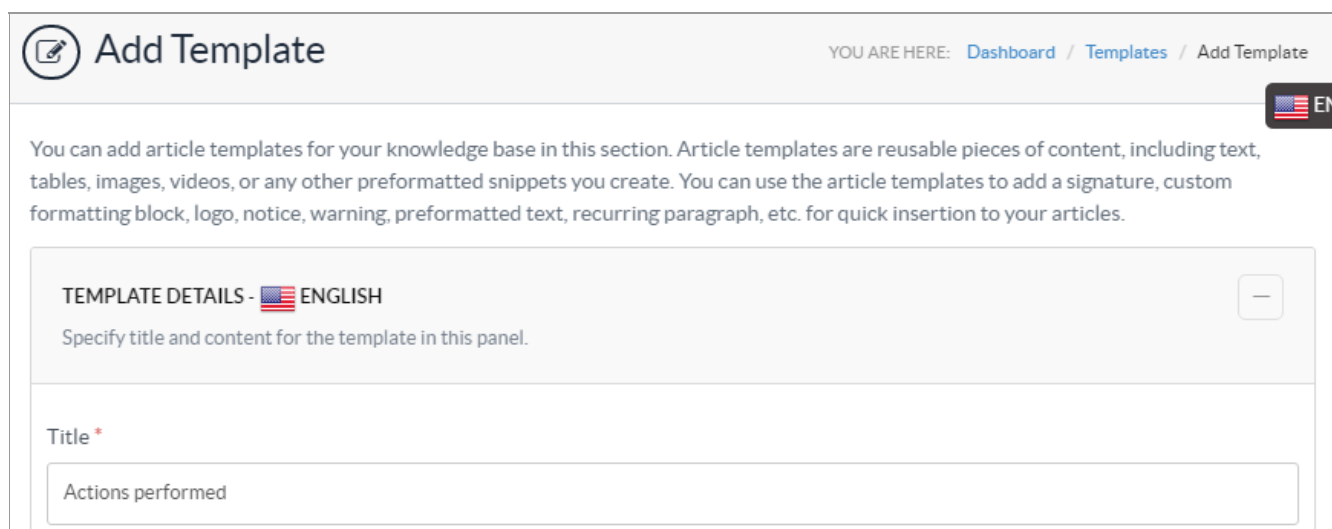 Add Template
YOU ARE HERE: Dashboard / Templates / Add Template
EN
You can add article templates for your knowledge base in this section. Article templates are reusable pieces of content, including text,
tables, images, videos, or any other preformatted snippets you create. You can use the article templates to add a signature, custom
formatting block, logo, notice, warning, preformatted text, recurring paragraph, etc. for quick insertion to your articles.
TEMPLATE DETAILS - ENGLISH
Specify title and content for the template in this panel.
Title *
Actions performed